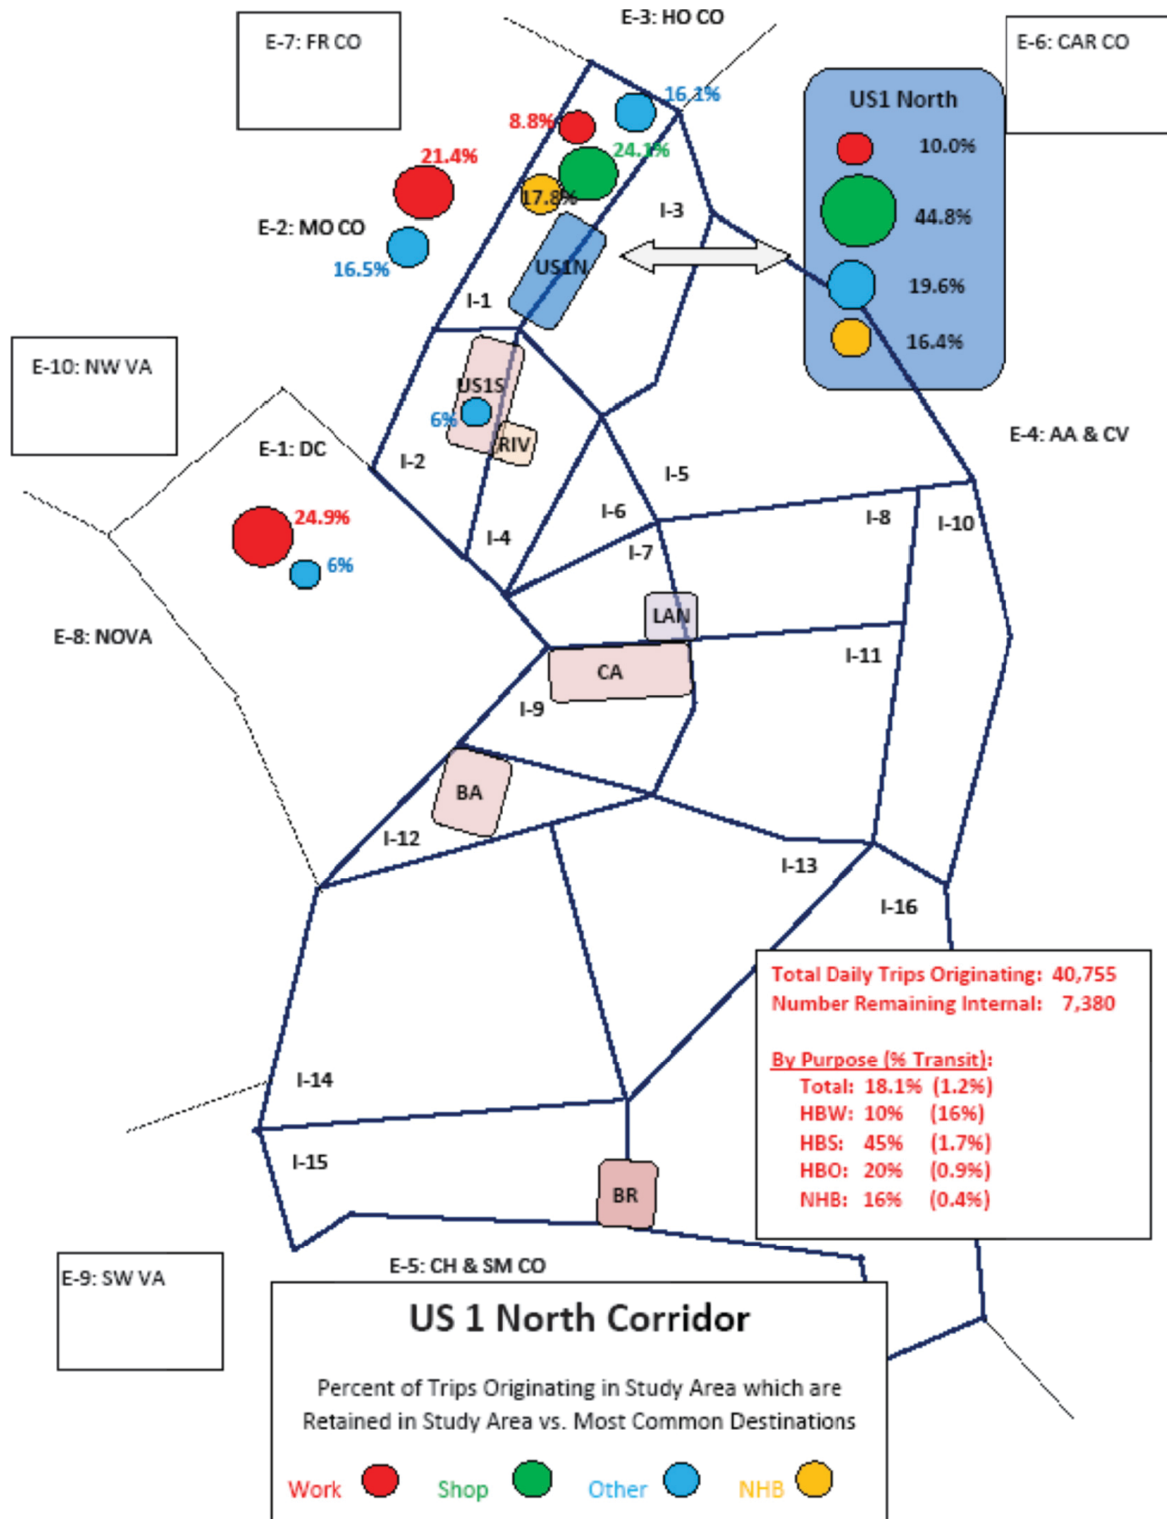 E-3: HO CO
E-7: FR CO
E-6: CAR CO
US1 North
10.0%
44.8%
19.6%
16.4%
16.1%
8.8%
24.1%
17.8%
21.4%
E-2: MO CO
16.5%
I-3
US1N
I-1
E-10: NW VA
US1S
6%
RIV
E-1: DC
I-2
E-4: AA & CV
I-5
24.9%
6%
I-6
I-4
I-7
I-8
I-10
E-8: NOVA
LAN
CA
I-11
I-9
BA
I-12
I-13
I-16
Total Daily Trips Originating: 40,755
Number Remaining Internal: 7,380
By Purpose (% Transit):
Total: 18.1% (1.2%)
HBW: 10% (16%)
HBS: 45% (1.7%)
HBO: 20% (0.9%)
NHB: 16% (0.4%)
I-14
I-15
BR
E-9: SW VA
E-5: CH & SM CO
US 1 North Corridor
Percent of Trips Originating in Study Area which are
Retained in Study Area vs. Most Common Destinations
Work Shop Other NHB